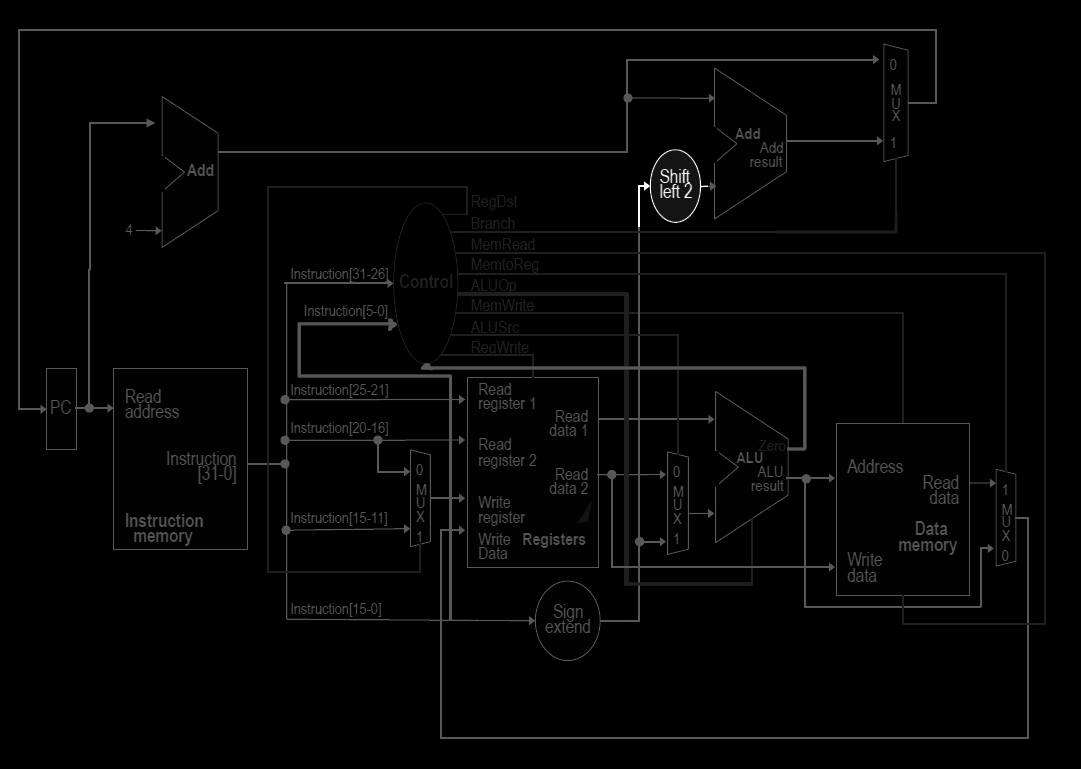 0
MUX
1
Add
Add
result
Add
4
Shift
left 2
RegDst
Branch
MemRead
MemtoReg
ALUOp
MemWrite
ALUSrc
RegWrite
Control
Instruction[31-26]
Instruction[5-0]
PC
Read
address
Instruction
[31-0]
Instruction
memory
Instruction[25-21]
Instruction[20-16]
Instruction[15-11]
Instruction[15-0]
0
MUX
1
Read
register 1
Read
register 2
Write
register
Write
Data
Read
data 1
Read
data 2
Registers
Sign
extend
0
MUX
1
Zero
ALU
ALU
result
Address
Read
data
Data
memory
Write
data
1
MUX
0